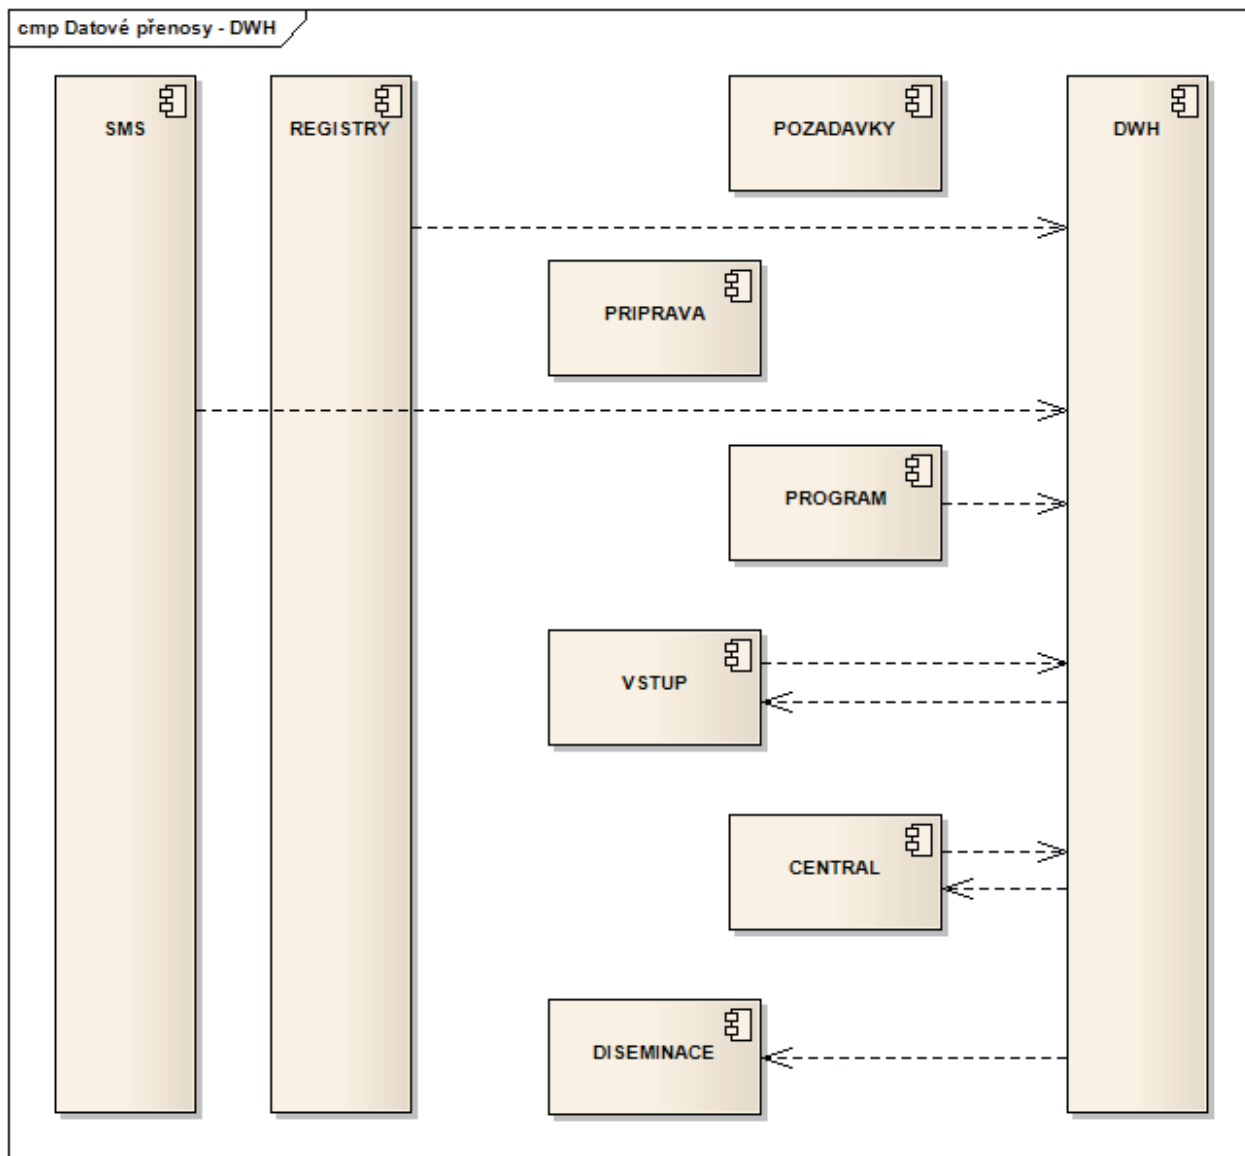 cmp Datové přenosy - DWH
SMS
REGISTRY
POZADAVKY
DWH
PRIPRAVA
PROGRAM
VSTUP
CENTRAL
DISEMINACE